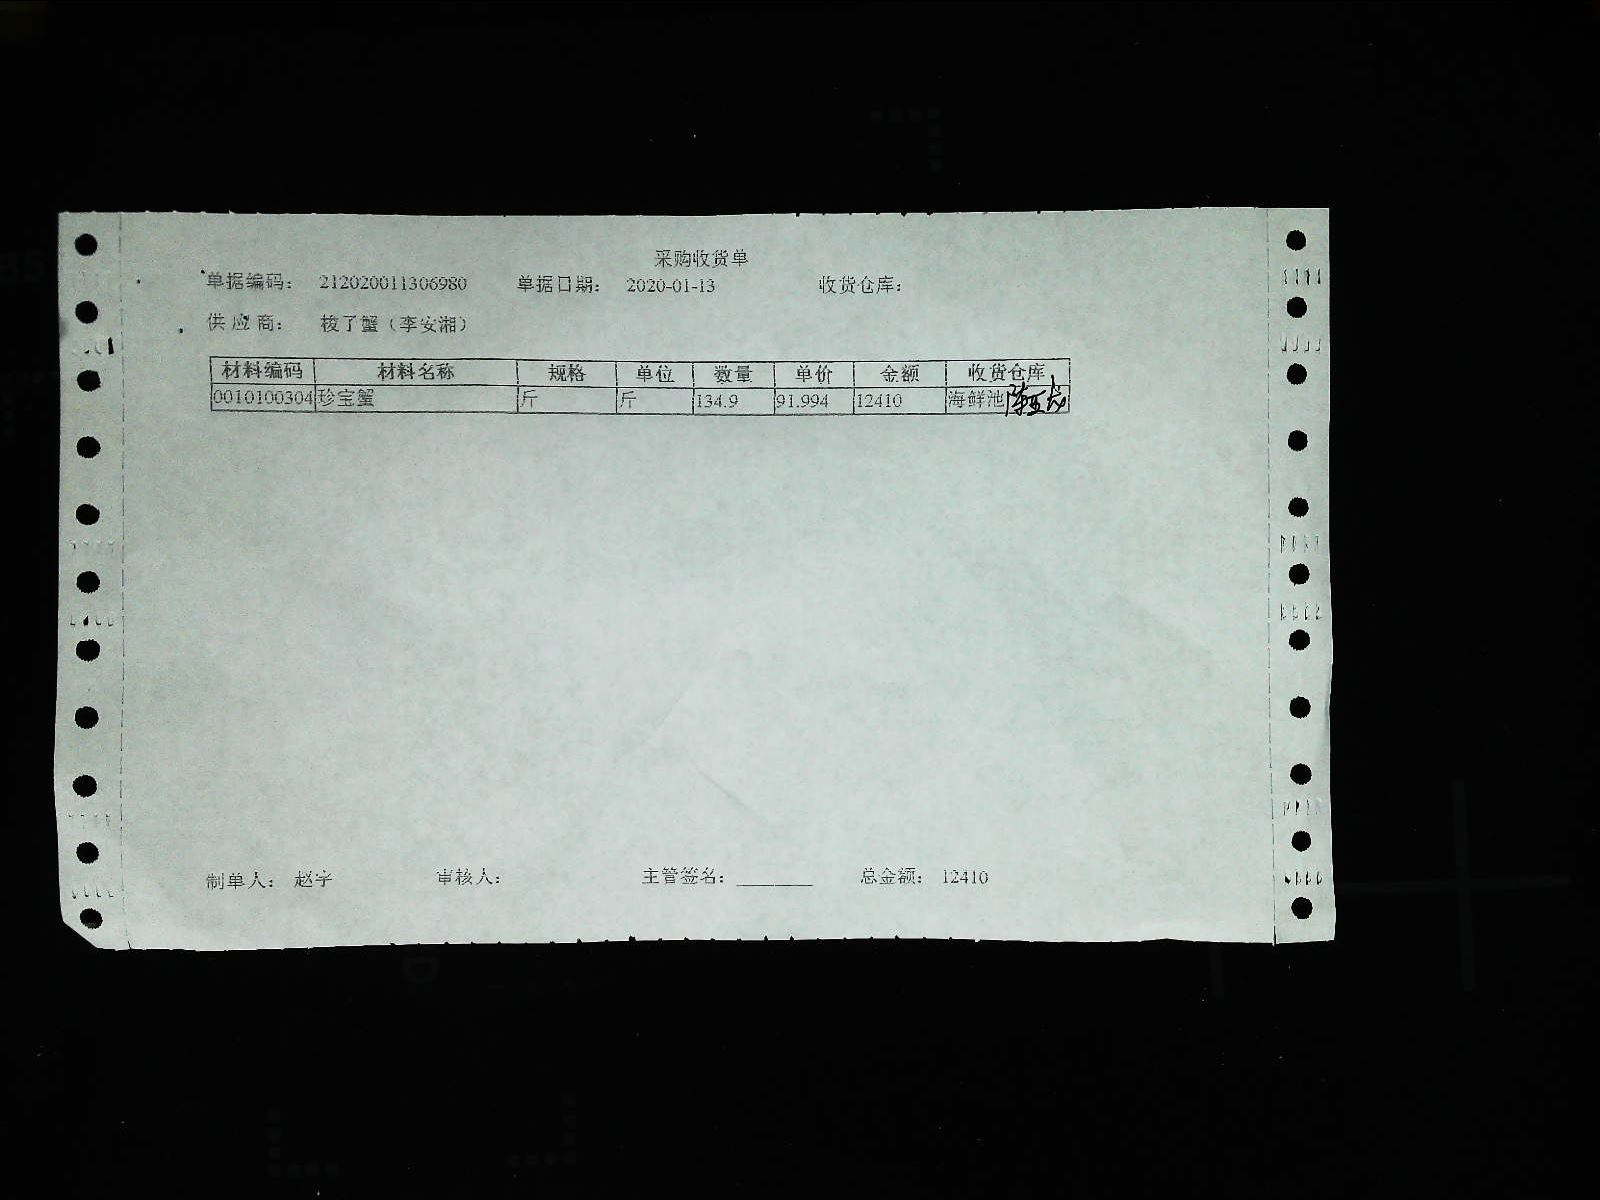 采购收货单
单据编码： 212020011306980 单据日期： 2020-01-13 收货仓库：
供应商： 梭了蟹（李安湘）
材料编码 材料名称 规格 单位 数量 单价 金额 收货仓库
0010100304 珍宝蟹 斤 斤 134.9 91.994 12410 海鲜池
制单人： 赵宇 审核人： 主管签名： ________ 总金额： 12410